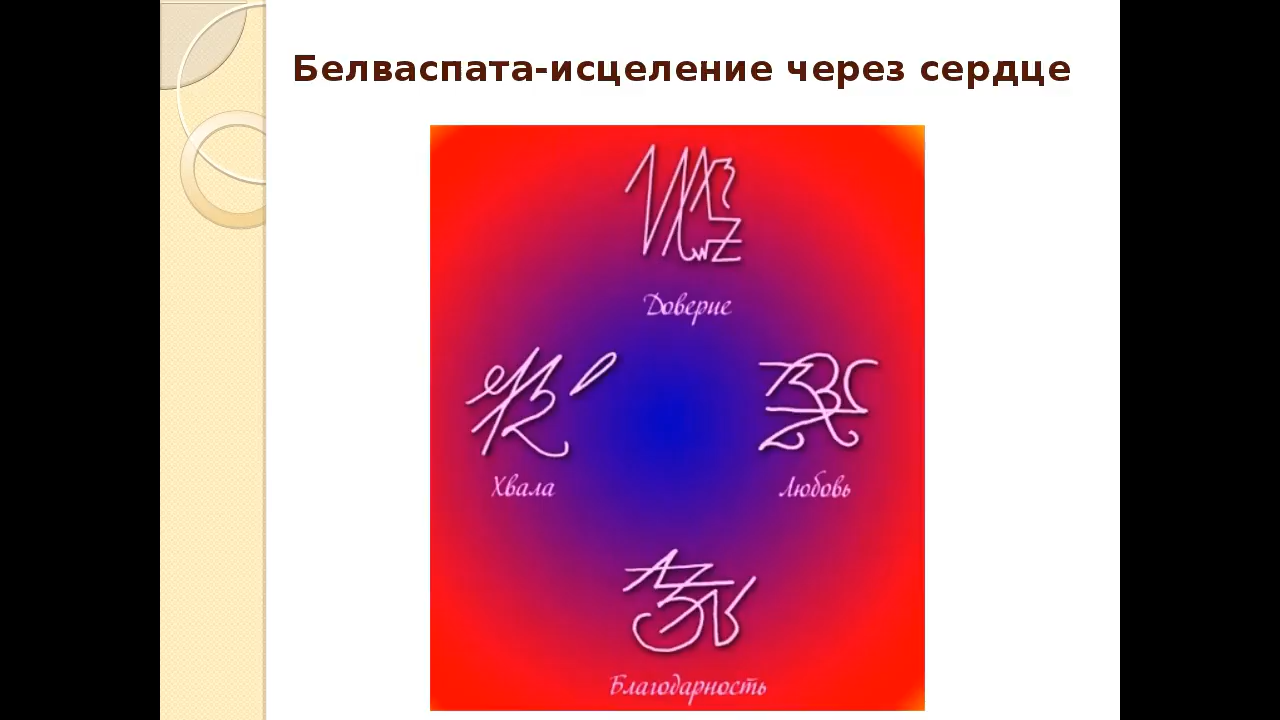 Белваспата-исцеление через сердце
Доверие
Хвала
Любовь
Благодарность